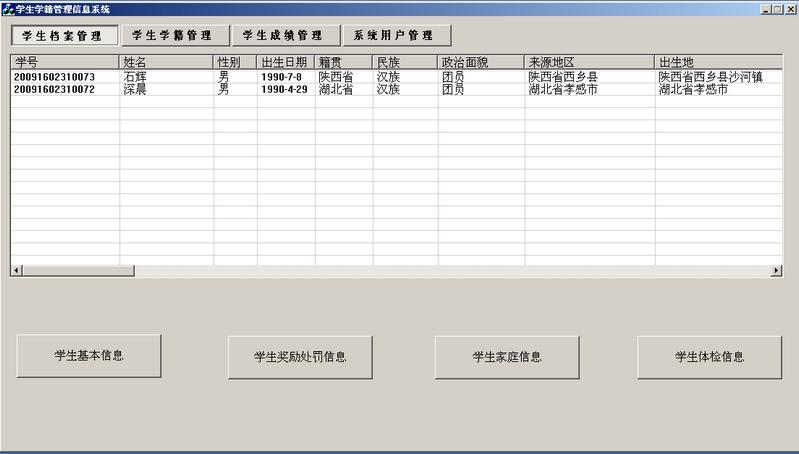 学生学籍管理信息系统
学生档案管理 学生学籍管理 学生成绩管理 系统用户管理
学号 姓名 性别 出生日期 籍贯 民族 政治面貌 来源地区 出生地
20091602310073 石辉 男 1990-7-8 陕西省 汉族 团员 陕西省西乡县 陕西省西乡县沙河镇
20091602310072 深晨 男 1990-4-29 湖北省 汉族 团员 湖北省孝感市 湖北省孝感市
学生基本信息 学生奖励处罚信息 学生家庭信息 学生体检信息